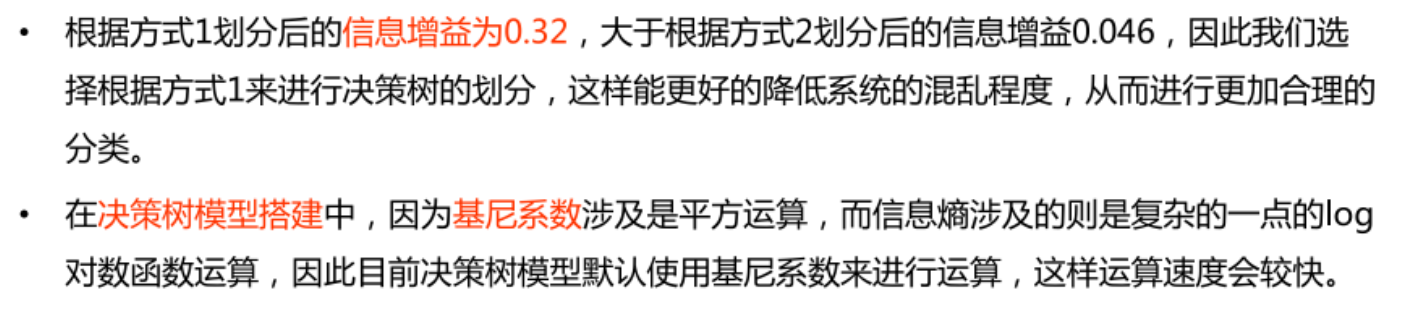 • 根据方式1划分后的信息增益为0.32，大于根据方式2划分后的信息增益0.046，因此我们选
择根据方式1来进行决策树的划分，这样能更好的降低系统的混乱程度，从而进行更加合理的
分类。
• 在决策树模型搭建中，因为基尼系数涉及是平方运算，而信息熵涉及的则是复杂的一点的log
对数函数运算，因此目前决策树模型默认使用基尼系数来进行运算，这样运算速度会较快。